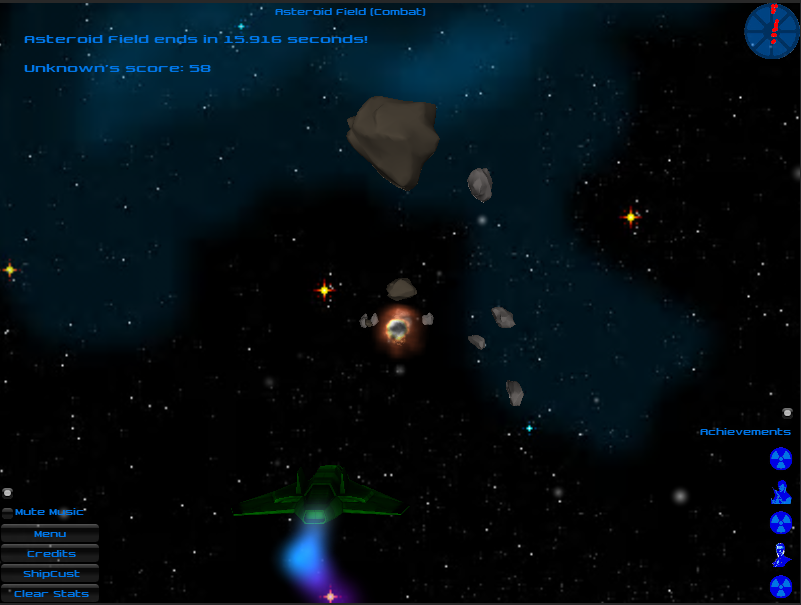 Asteroid Field (Combat)
Asteroid Field ends in 15.916 seconds!
Unknown's score: 58
Achievements
Mute Music
Menu
Credits
ShipCust
Clear Stats